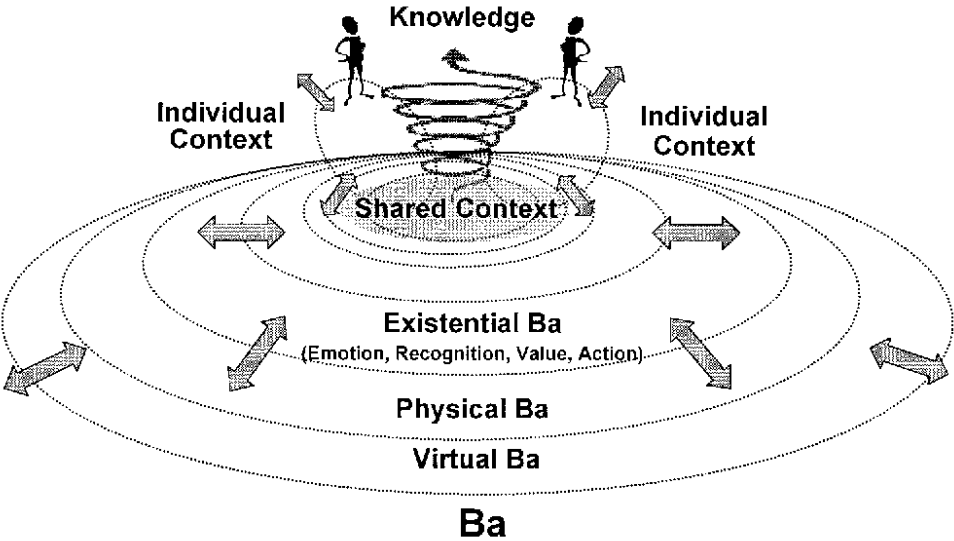 Knowledge
Individual
Context
Individual
Context
Shared Context
Existential Ba
(Emotion, Recognition, Value, Action)
Physical Ba
Virtual Ba
Ba